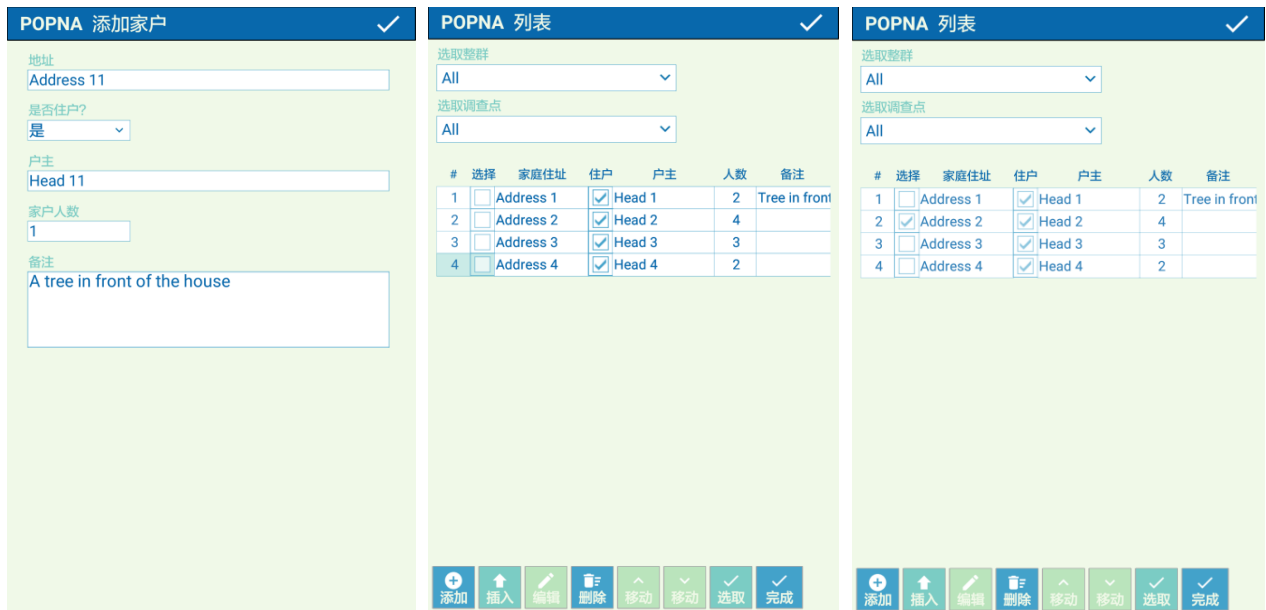 POPNA 添加家户
地址
Address 11
是否住户?
是
户主
Head 11
家户人数
1
备注
A tree in front of the house
POPNA 列表
选取整群
All
选取调查点
All
# 选择 家庭住址 住户 户主 人数 备注
1 Address 1 Head 1 2 Tree in front
2 Address 2 Head 2 4
3 Address 3 Head 3 3
4 Address 4 Head 4 2
添加 插入 编辑 删除 移动 移动 选取 完成
POPNA 列表
选取整群
All
选取调查点
All
# 选择 家庭住址 住户 户主 人数 备注
1 Address 1 Head 1 2 Tree in front
2 Address 2 Head 2 4
3 Address 3 Head 3 3
4 Address 4 Head 4 2
添加 插入 编辑 删除 移动 移动 选取 完成